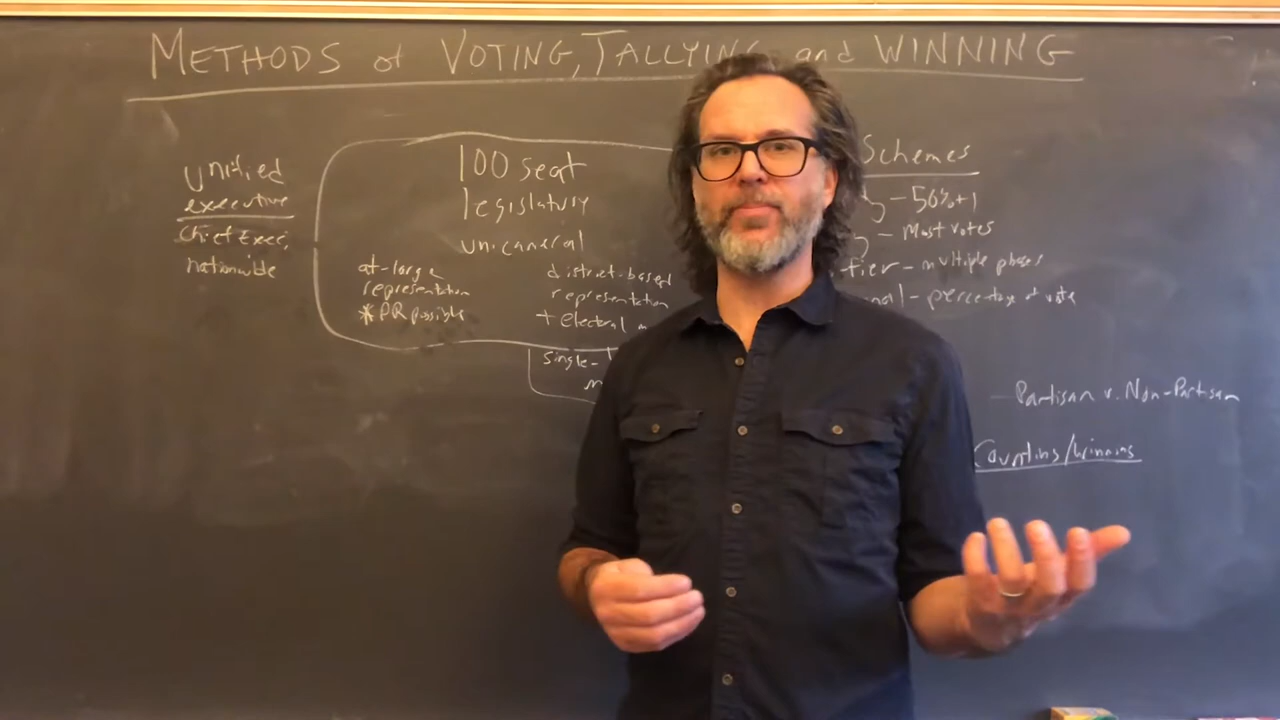 METHODS of VOTING, TALLYING, and WINNING
unified
executive
Chief Exec,
nationwide
100 seat
legislature
unicameral
at-large
representation
* PR possible
district-based
representation
+ electoral
single-
Schemes
y - 50%+1
y - Most votes
tier - multiple phases
nal - percentage of vote
- Partisan v. Non-Partisan
Counting/Winning